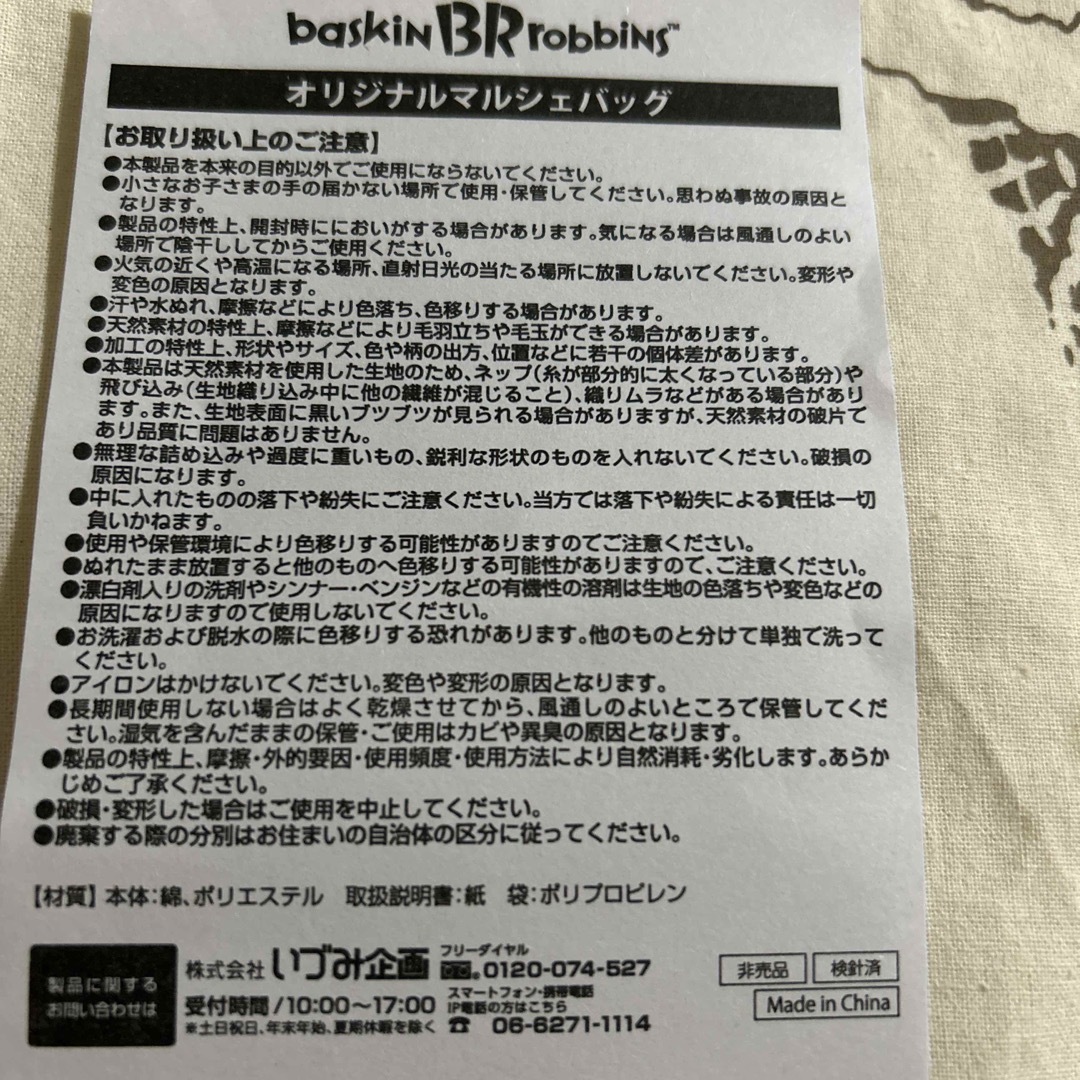 baskin BR robbins™
オリジナルマルシェバッグ
【お取り扱い上のご注意】
●本製品を本来の目的以外でご使用にならないでください。
●小さなお子さまの手の届かない場所で使用・保管してください。思わぬ事故の原因と
なります。
●製品の特性上、開封時ににおいがする場合があります。気になる場合は風通しのよい
場所で陰干ししてからご使用ください。
●火気の近くや高温になる場所、直射日光の当たる場所に放置しないでください。変形や
変色の原因となります。
●汗や水ぬれ、摩擦などにより色落ち、色移りする場合があります。
●天然素材の特性上、摩擦などにより毛羽立ちや毛玉ができる場合があります。
●加工の特性上、形状やサイズ、色や柄の出方、位置などに若干の個体差があります。
●本製品は天然素材を使用した生地のため、ネップ(糸が部分的に太くなっている部分)や
飛び込み(生地織り込み中に他の繊維が混じること)、織りムラなどがある場合があり
ます。また、生地表面に黒いブツブツが見られる場合がありますが、天然素材の破片で
あり品質に問題はありません。
●無理な詰め込みや過度に重いもの、鋭利な形状のものを入れないでください。破損の
原因になります。
●中に入れたものの落下や紛失にご注意ください。当方では落下や紛失による責任は一切
負いかねます。
●使用や保管環境により色移りする可能性がありますのでご注意ください。
●ぬれたまま放置すると他のものへ色移りする可能性がありますので、ご注意ください。
●漂白剤入りの洗剤やシンナー・ベンジンなどの有機性の溶剤は生地の色落ちや変色などの
原因になりますので使用しないでください。
●お洗濯および脱水の際に色移りする恐れがあります。他のものと分けて単独で洗って
ください。
●アイロンはかけないでください。変色や変形の原因となります。
●長期間使用しない場合はよく乾燥させてから、風通しのよいところで保管してくだ
さい。湿気を含んだままの保管・ご使用はカビや異臭の原因となります。
●製品の特性上、摩擦・外的要因・使用頻度・使用方法により自然消耗・劣化します。あらか
じめご了承ください。
●破損・変形した場合はご使用を中止してください。
●廃棄する際の分別はお住まいの自治体の区分に従ってください。
【材質】本体:綿、ポリエステル 取扱説明書:紙 袋:ポリプロピレン
製品に関する
お問い合わせは
株式会社 いづみ企画
受付時間/10:00〜17:00
※土日祝日、年末年始、夏期休暇を除く
フリーダイヤル
0120-074-527
スマートフォン・携帯電話
IP電話の方はこちら
☎ 06-6271-1114
非売品
検針済
Made in China